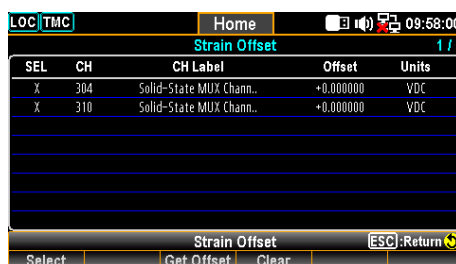 LOC TMC Home 09:58:00
Strain Offset 1 /
SEL CH CH Label Offset Units
X 304 Solid-State MUX Chann.. +0.000000 VDC
X 310 Solid-State MUX Chann.. +0.000000 VDC
Strain Offset ESC:Return
Select Get Offset Clear